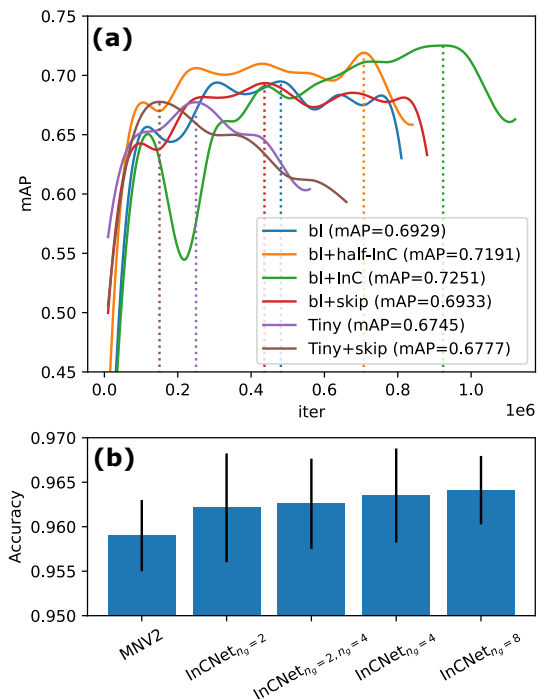 (a)
0.75
0.70
0.65
0.60
0.55
0.50
0.45
mAP
bl (mAP=0.6929)
bl+half-InC (mAP=0.7191)
bl+InC (mAP=0.7251)
bl+skip (mAP=0.6933)
Tiny (mAP=0.6745)
Tiny+skip (mAP=0.6777)
0.0 0.2 0.4 0.6 0.8 1.0
iter
1e6
(b)
0.970
0.965
0.960
0.955
0.950
Accuracy
MNV2
InCNet_{n_g=2}
InCNet_{n_g=2, n_g=4}
InCNet_{n_g=4}
InCNet_{n_g=8}